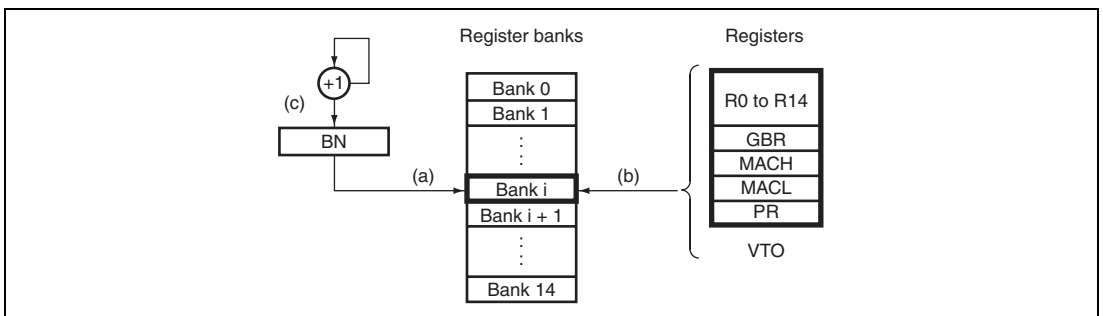 Register banks
Registers
+1
(c)
BN
(a)
Bank 0
Bank 1
Bank i
Bank i + 1
Bank 14
(b)
R0 to R14
GBR
MACH
MACL
PR
VTO